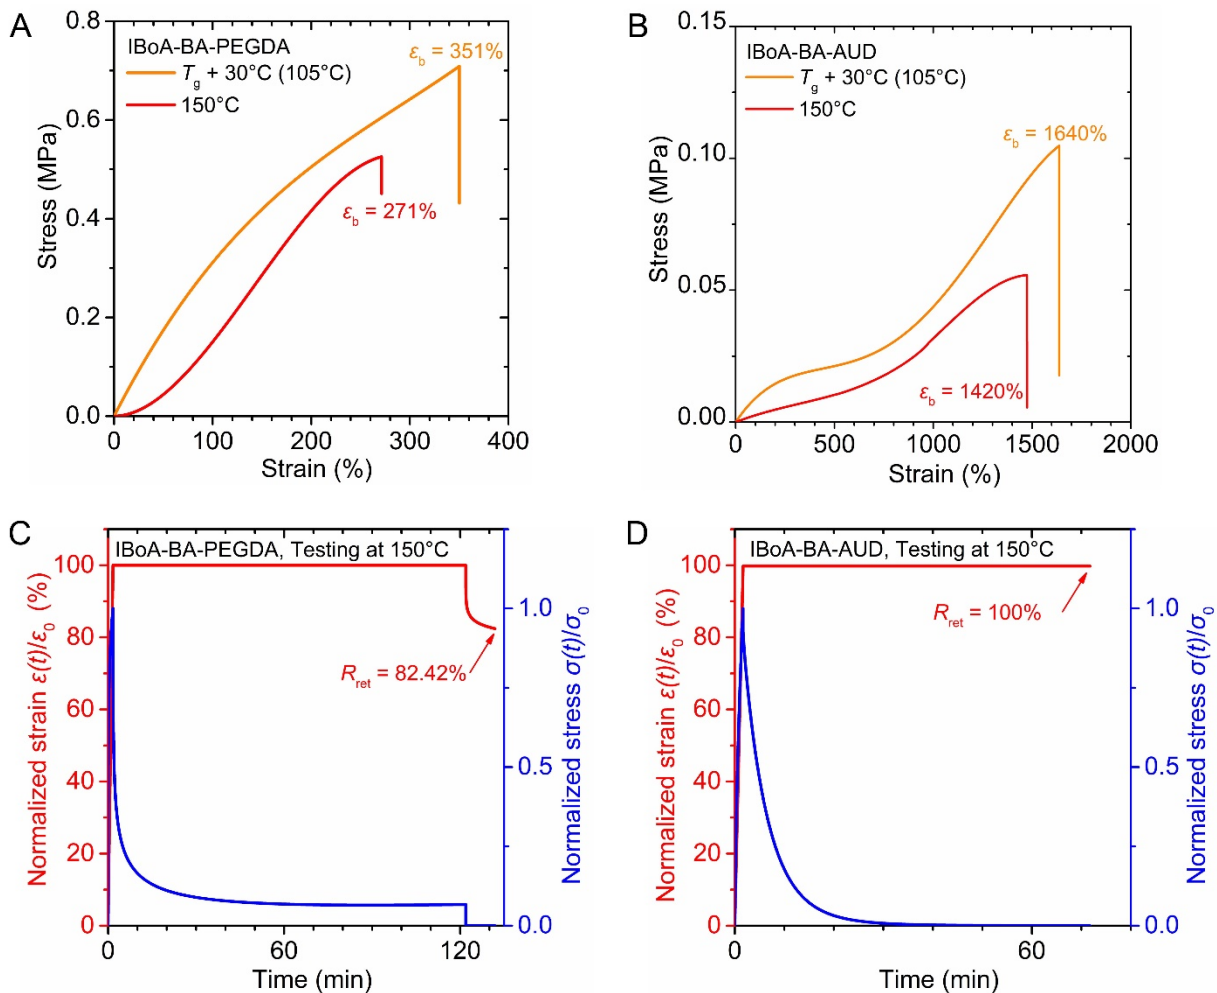 A
IBoA-BA-PEGDA
Tg + 30°C (105°C)
150°C
εb = 351%
εb = 271%
Stress (MPa)
0.8
0.6
0.4
0.2
0.0
0 100 200 300 400
Strain (%)
B
IBoA-BA-AUD
Tg + 30°C (105°C)
150°C
εb = 1640%
εb = 1420%
Stress (MPa)
0.15
0.10
0.05
0.00
0 500 1000 1500 2000
Strain (%)
C
IBoA-BA-PEGDA, Testing at 150°C
Rret = 82.42%
Normalized strain ε(t)/ε0 (%)
100
80
60
40
20
0
Normalized stress σ(t)/σ0
1.0
0.5
0.0
0 60 120
Time (min)
D
IBoA-BA-AUD, Testing at 150°C
Rret = 100%
Normalized strain ε(t)/ε0 (%)
100
80
60
40
20
0
Normalized stress σ(t)/σ0
1.0
0.5
0.0
0 60
Time (min)